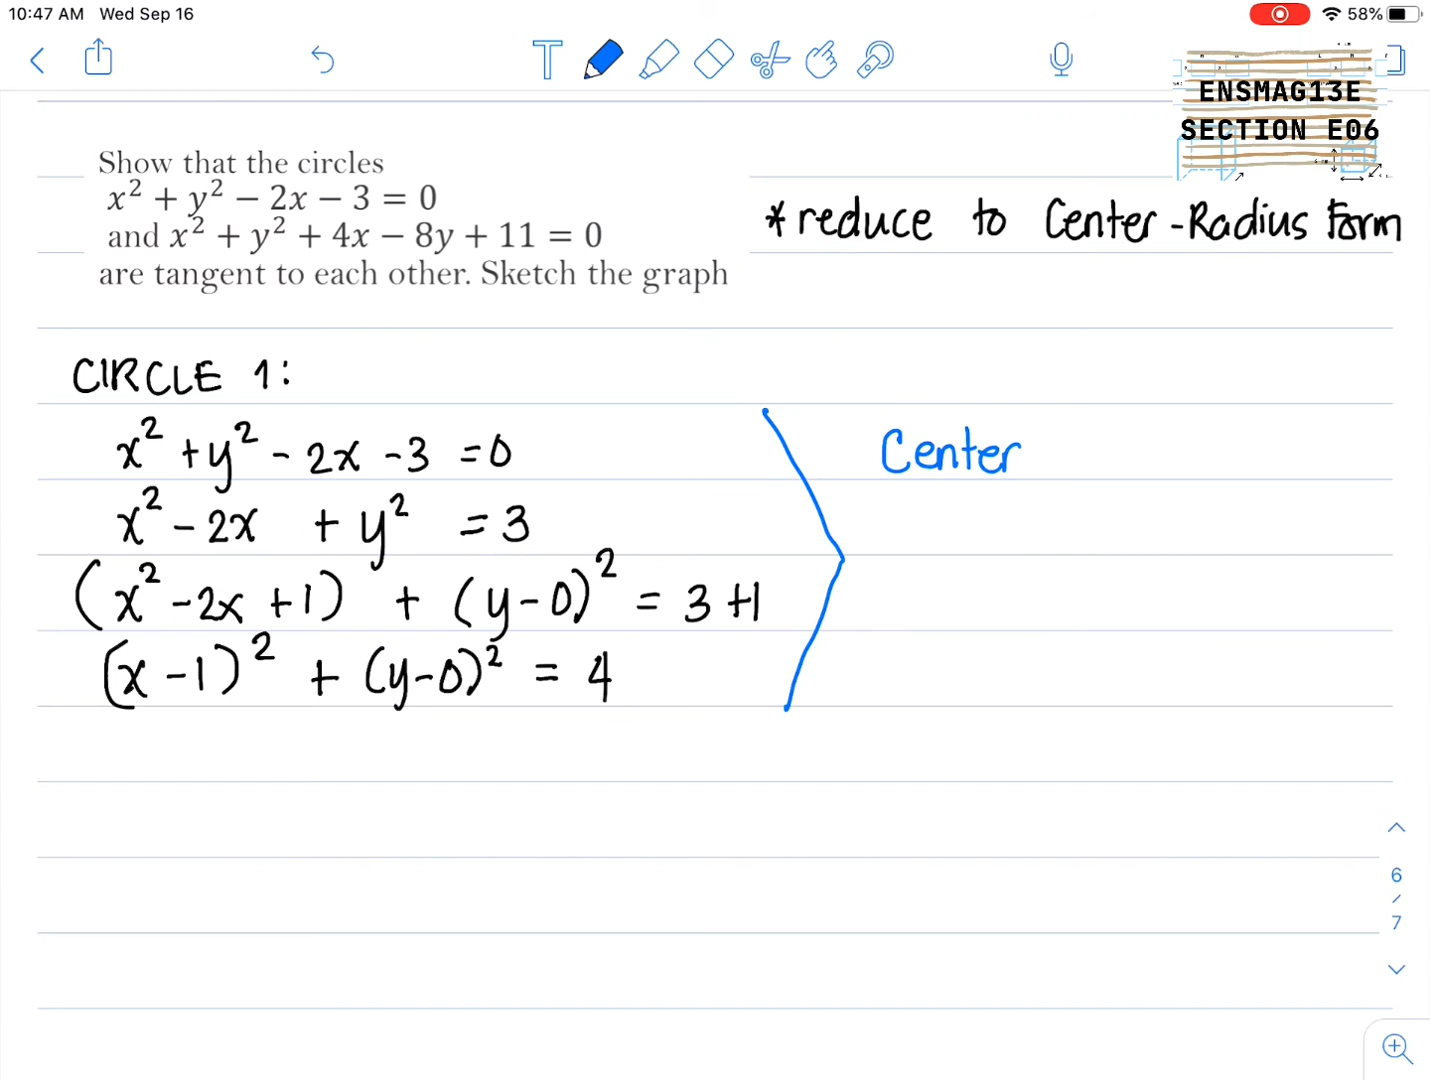 10:47 AM Wed Sep 16
58%
T
ENSMAG13E
SECTION E06
Show that the circles
x² + y² − 2x − 3 = 0
and x² + y² + 4x − 8y + 11 = 0
are tangent to each other. Sketch the graph
* reduce to Center-Radius Form
CIRCLE 1:
x² + y² - 2x - 3 = 0
x² - 2x + y² = 3
(x² - 2x + 1) + (y - 0)² = 3 + 1
(x - 1)² + (y - 0)² = 4
Center
6
/
7